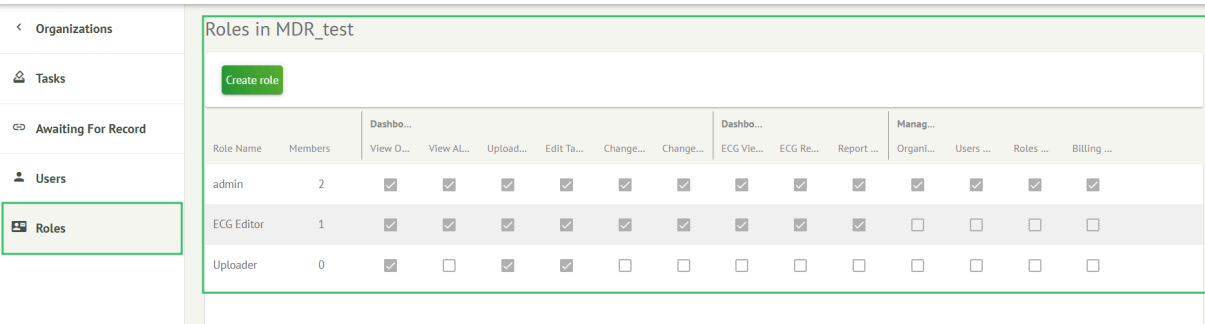 Organizations
Tasks
Awaiting For Record
Users
Roles
Roles in MDR_test
Create role
Dashbo... Dashbo... Manag...
Role Name Members View O... View Al... Upload... Edit Ta... Change... Change... ECG Vie... ECG Re... Report ... Organi... Users ... Roles ... Billing ...
admin 2
ECG Editor 1
Uploader 0